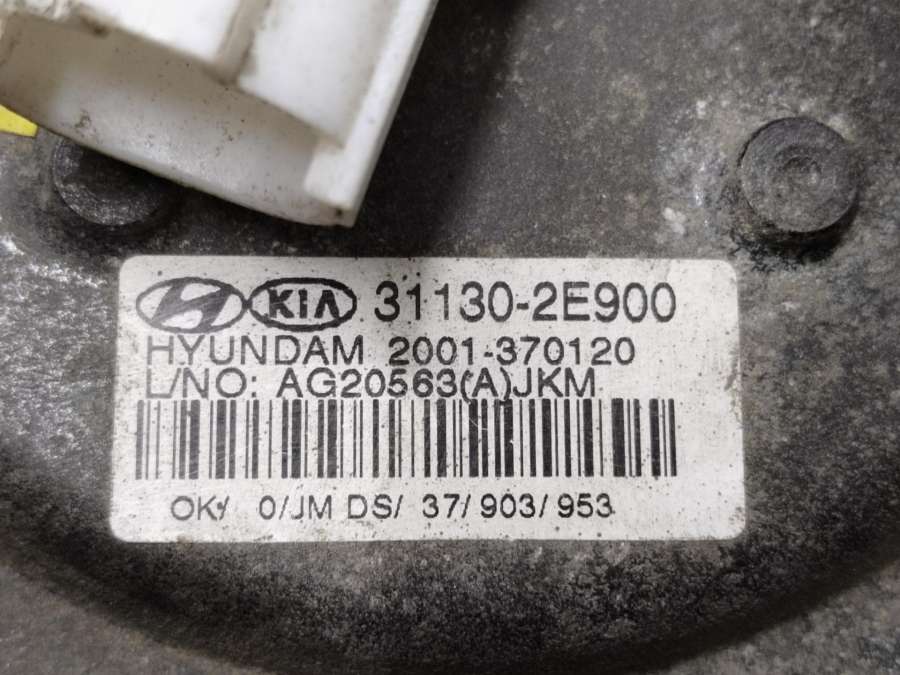 KIA 31130-2E900
HYUNDAM 2001-370120
L/NO: AG20563(A)JKM
OK: 0/JM DS/ 37/ 903/ 953